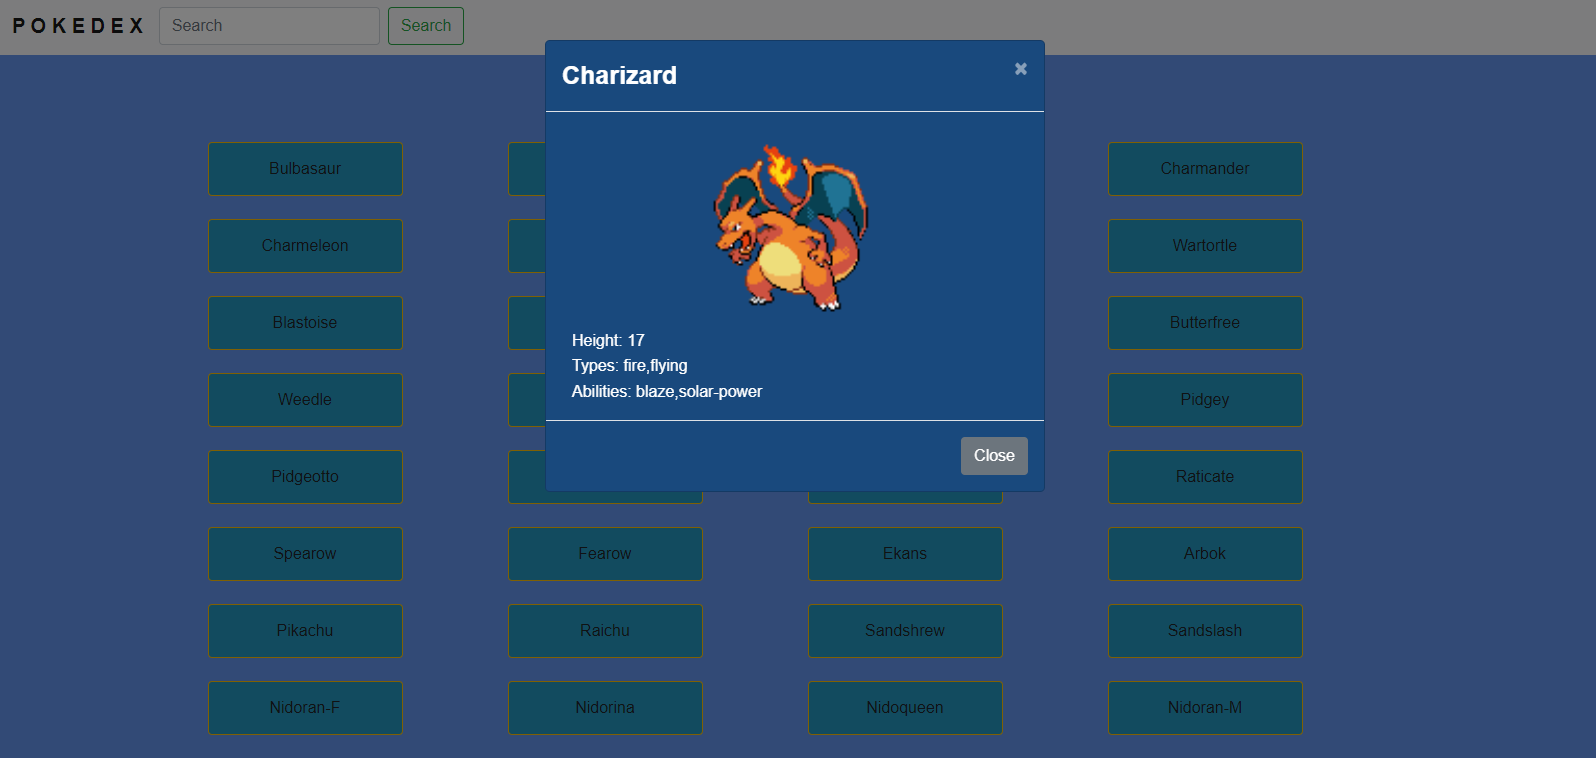 POKEDEX Search Search
Charizard ×
Height: 17
Types: fire,flying
Abilities: blaze,solar-power
Close
Bulbasaur Charmander
Charmeleon Wartortle
Blastoise Butterfree
Weedle Pidgey
Pidgeotto Raticate
Spearow Fearow Ekans Arbok
Pikachu Raichu Sandshrew Sandslash
Nidoran-F Nidorina Nidoqueen Nidoran-M